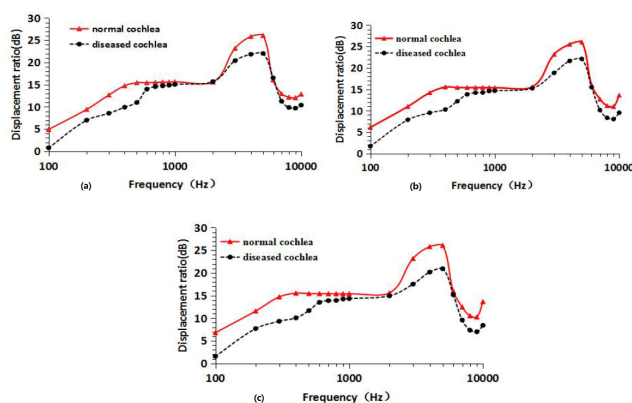 Displacement ratio(dB)
30
25
20
15
10
5
0
normal cochlea
diseased cochlea
100
1000
10000
(a)
Frequency（Hz）
Displacement ratio(dB)
30
25
20
15
10
5
0
normal cochlea
diseased cochlea
100
1000
10000
Frequency（Hz）
(b)
Displacement ratio(dB)
30
25
20
15
10
5
0
normal cochlea
diseased cochlea
100
1000
10000
(c)
Frequency（Hz）